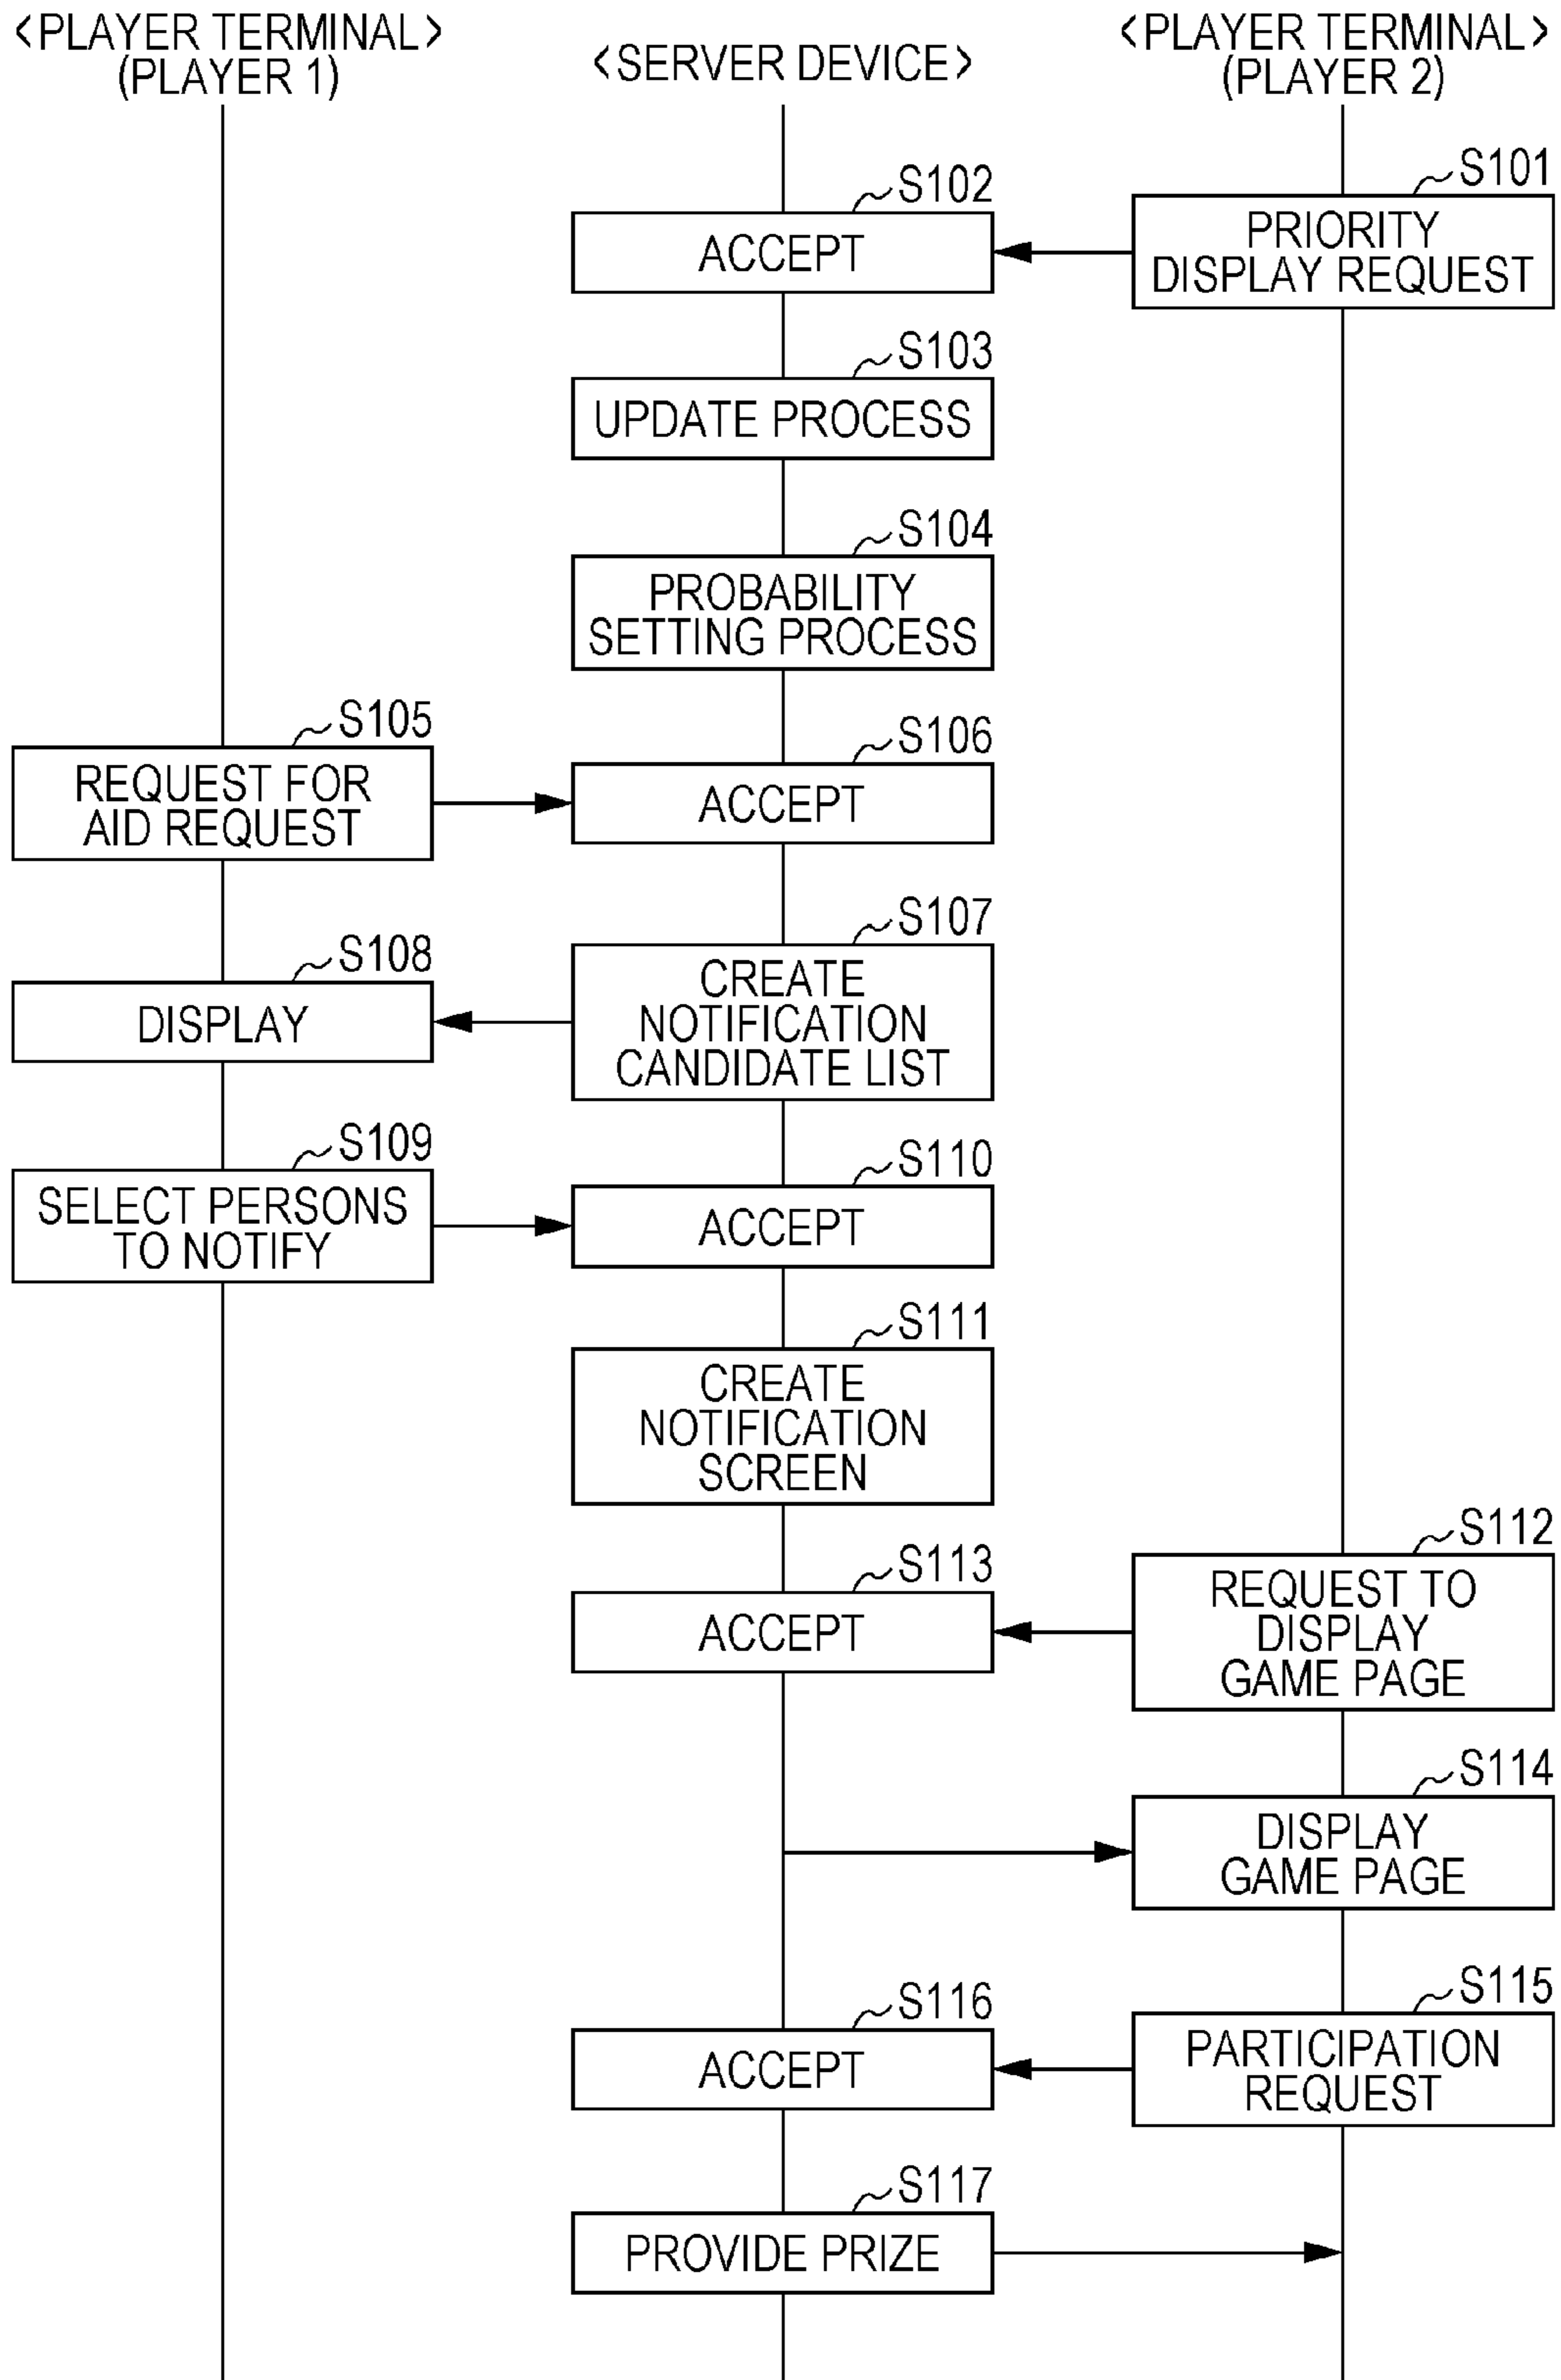 <PLAYER TERMINAL>
(PLAYER 1)
<SERVER DEVICE>
<PLAYER TERMINAL>
(PLAYER 2)
S101
PRIORITY
DISPLAY REQUEST
S102
ACCEPT
S103
UPDATE PROCESS
S104
PROBABILITY
SETTING PROCESS
S105
REQUEST FOR
AID REQUEST
S106
ACCEPT
S107
CREATE
NOTIFICATION
CANDIDATE LIST
S108
DISPLAY
S109
SELECT PERSONS
TO NOTIFY
S110
ACCEPT
S111
CREATE
NOTIFICATION
SCREEN
S112
REQUEST TO
DISPLAY
GAME PAGE
S113
ACCEPT
S114
DISPLAY
GAME PAGE
S115
PARTICIPATION
REQUEST
S116
ACCEPT
S117
PROVIDE PRIZE